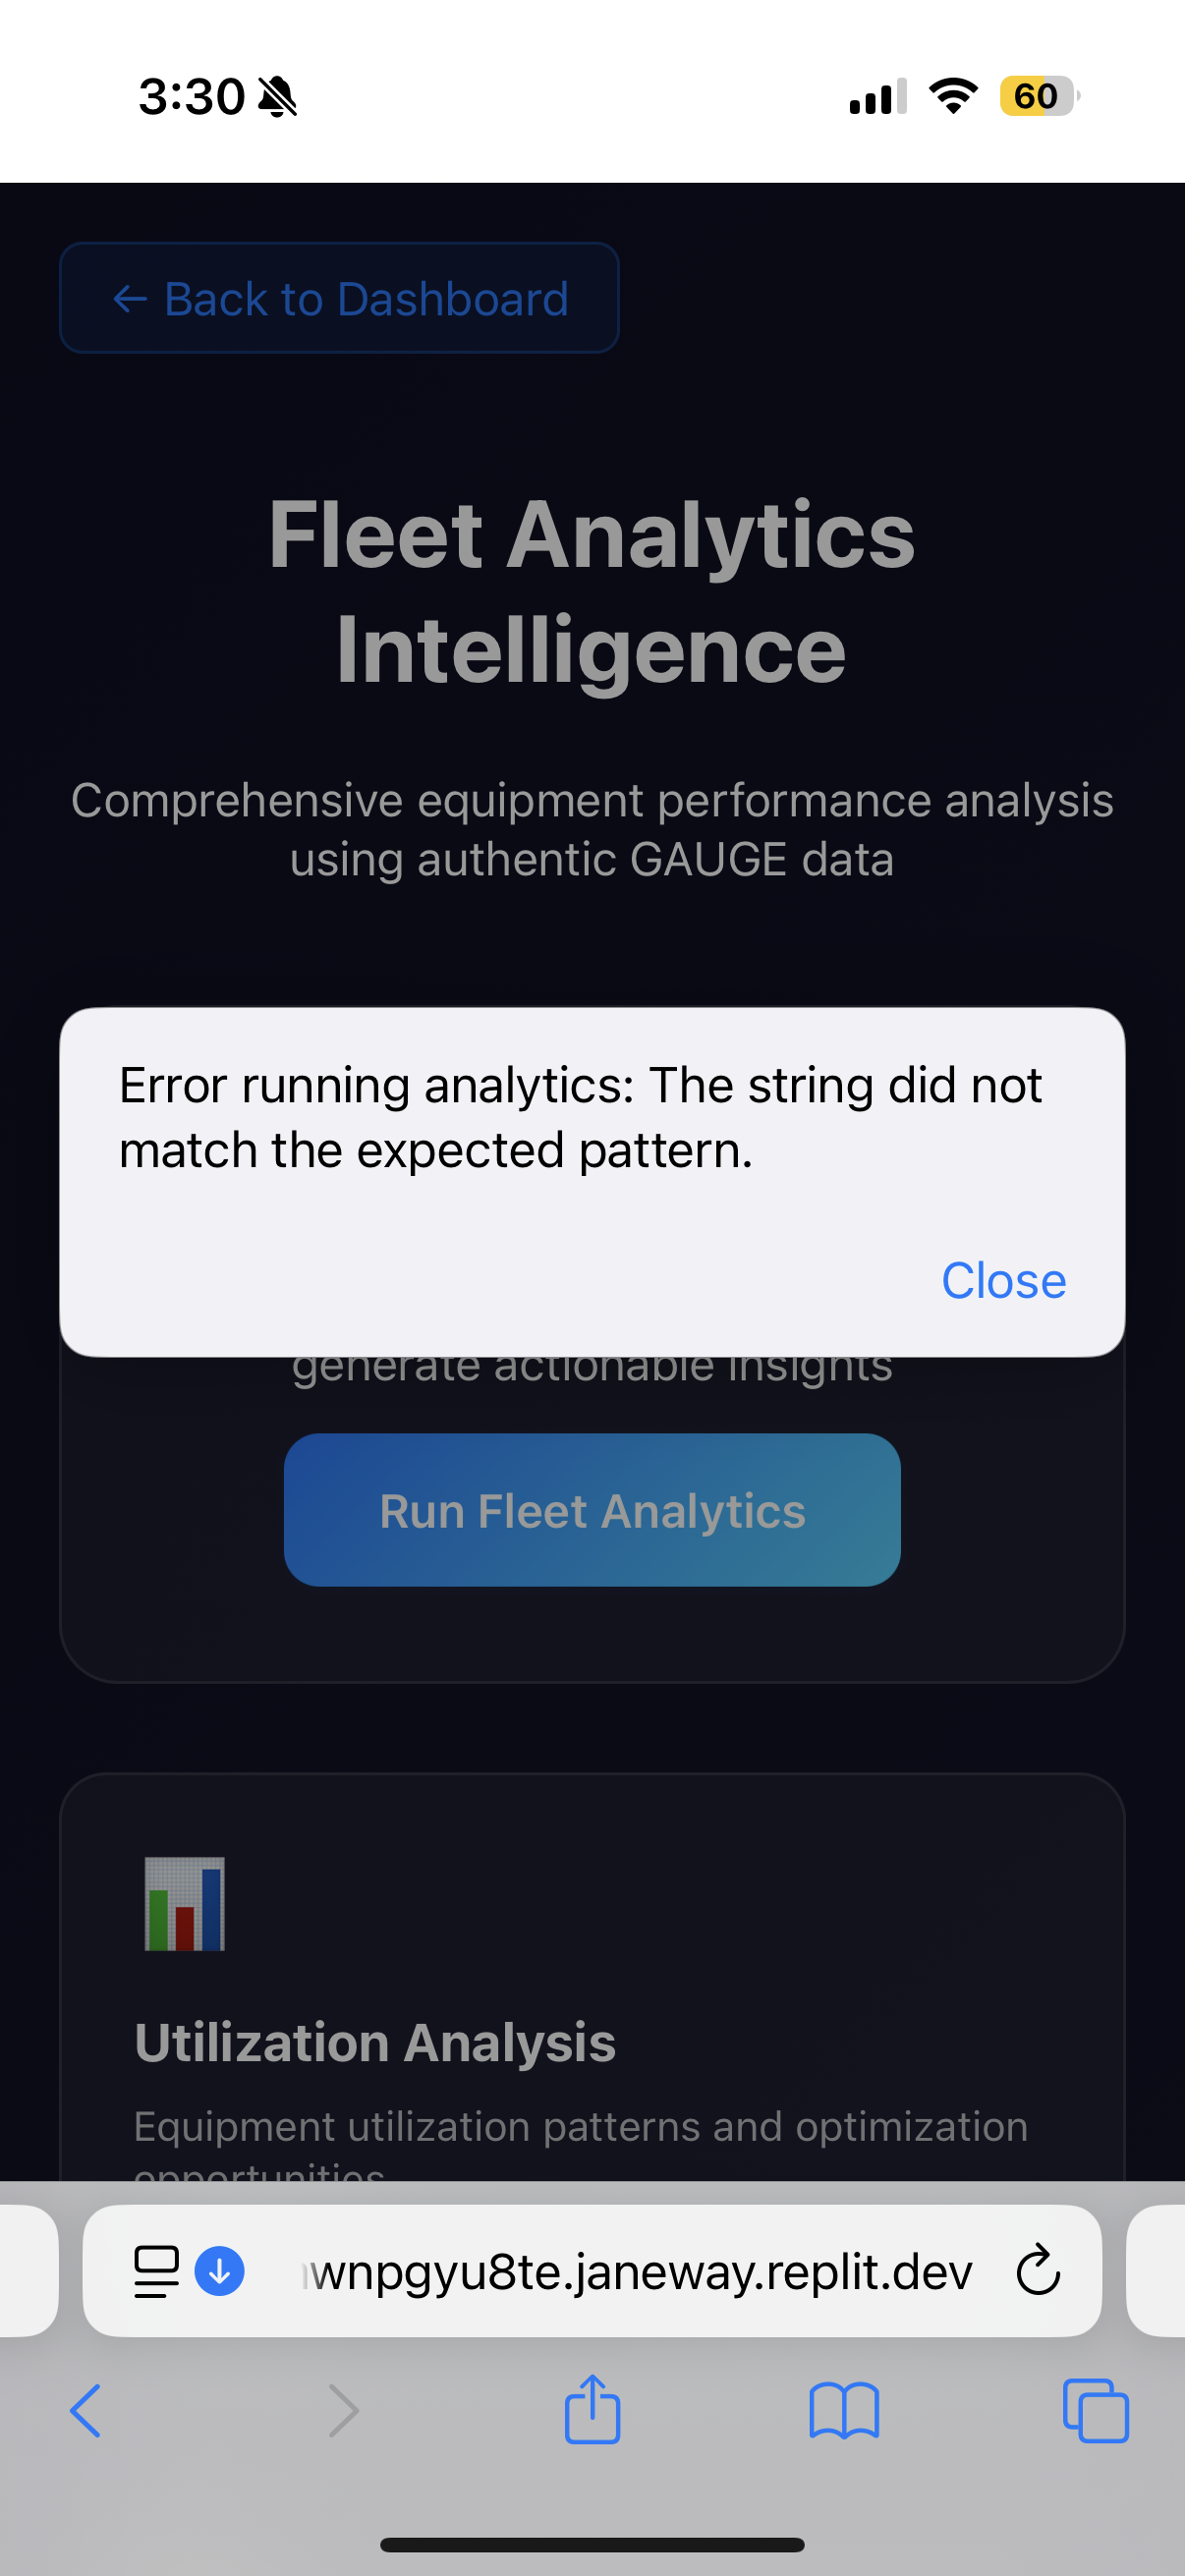 3:30
60
← Back to Dashboard
Fleet Analytics
Intelligence
Comprehensive equipment performance analysis
using authentic GAUGE data
Error running analytics: The string did not
match the expected pattern.
Close
generate actionable insights
Run Fleet Analytics
Utilization Analysis
Equipment utilization patterns and optimization
opportunities
wnpgyu8te.janeway.replit.dev